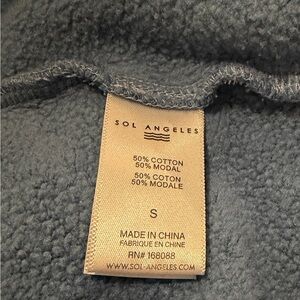 SOL ANGELES
50% COTTON
50% MODAL
50% COTON
50% MODALE
S
MADE IN CHINA
FABRIQUE EN CHINE
RN# 168088
WWW.SOL-ANGELES.COM